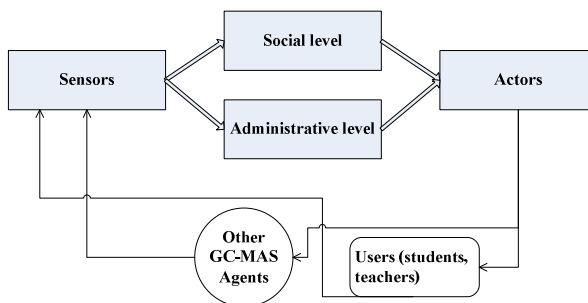 Social level
Sensors
Actors
Administrative level
Other
GC-MAS
Agents
Users (students,
teachers)